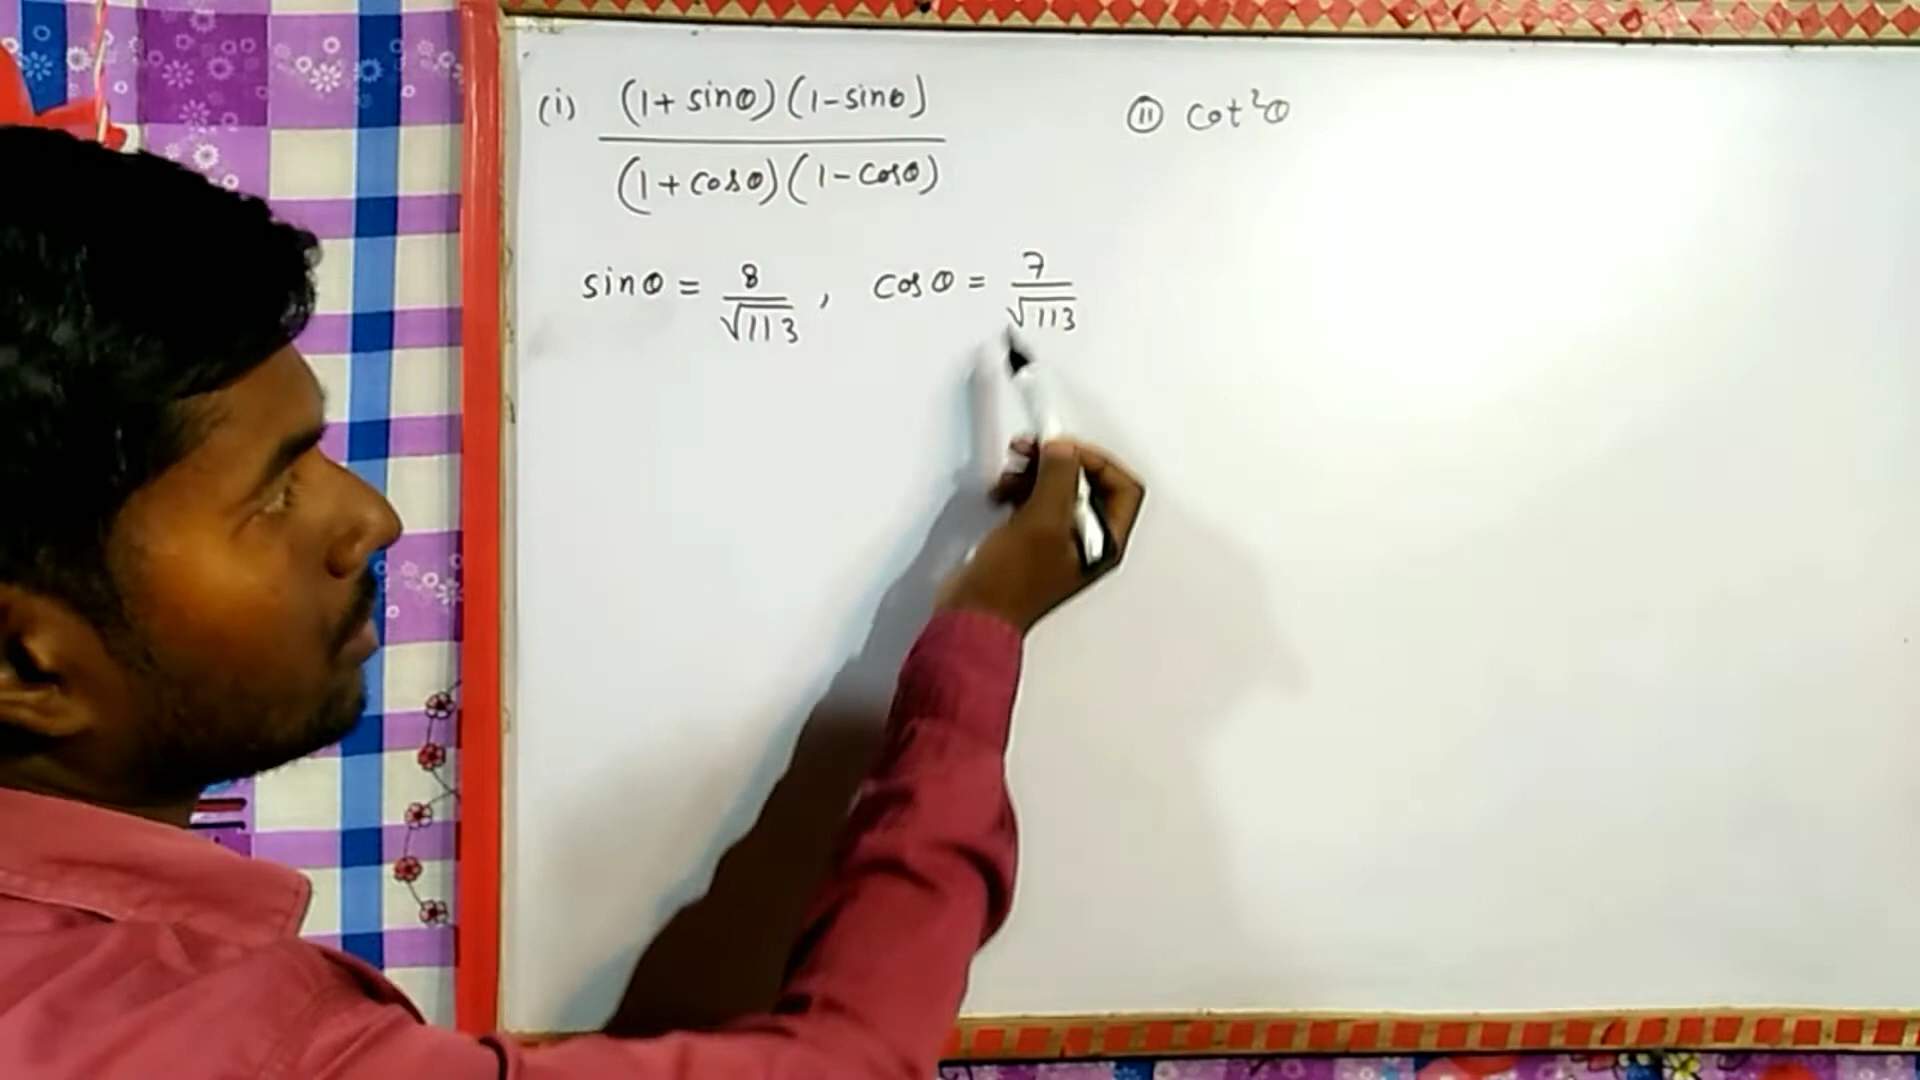 (i) (1+sinθ)(1-sinθ)
(1+cosθ)(1-cosθ)
(ii) cot²θ
sinθ = 8/√113 , cosθ = 7/√113